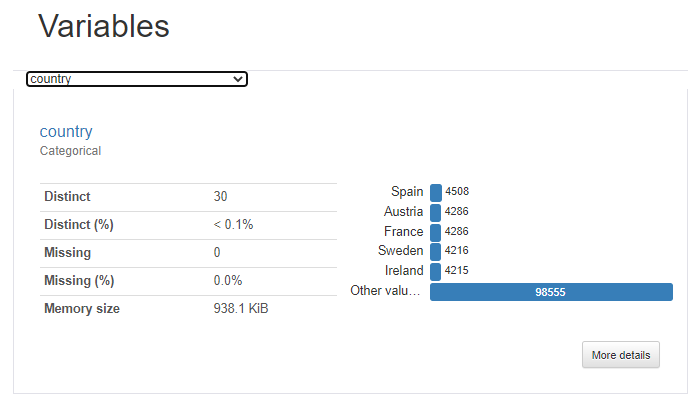 Variables
country
country
Categorical
Distinct 30
Distinct (%) < 0.1%
Missing 0
Missing (%) 0.0%
Memory size 938.1 KiB
Spain 4508
Austria 4286
France 4286
Sweden 4216
Ireland 4215
Other valu… 98555
More details